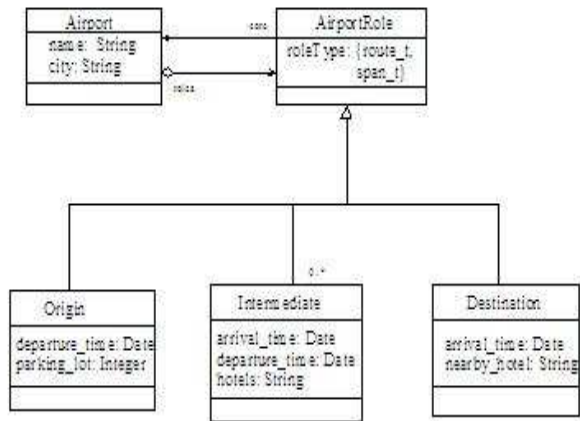 Airport
name: String
city: String
core
AirportRole
roleType: {route_t,
span_t}
roles
0..*
Origin
departure_time: Date
parking_lot: Integer
Intermediate
arrival_time: Date
departure_time: Date
hotels: String
Destination
arrival_time: Date
nearby_hotel: String